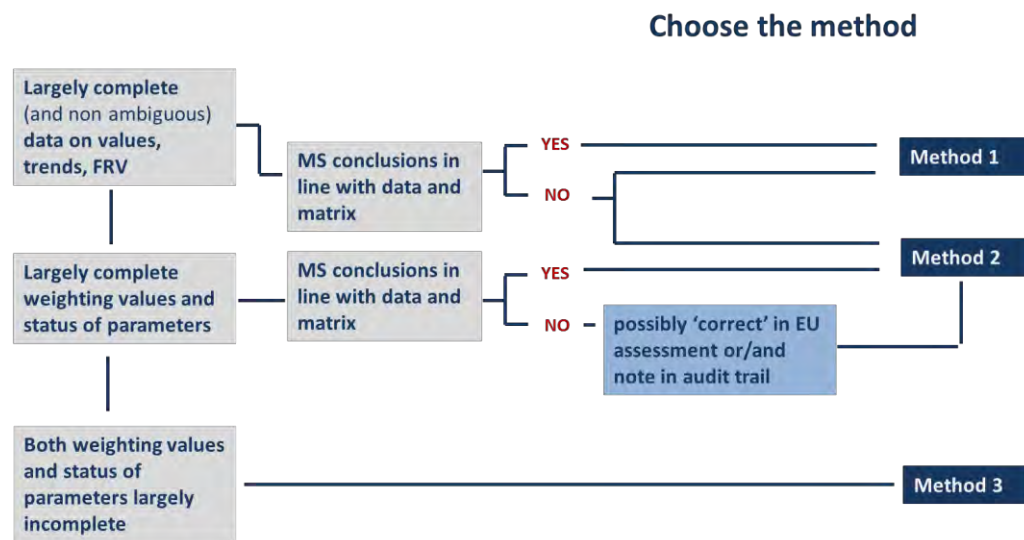 Choose the method
Largely complete
(and non ambiguous)
data on values,
trends, FRV
MS conclusions in
line with data and
matrix
YES
NO
Method 1
Largely complete
weighting values and
status of parameters
MS conclusions in
line with data and
matrix
YES
NO
possibly ‘correct’ in EU
assessment or/and
note in audit trail
Method 2
Both weighting values
and status of
parameters largely
incomplete
Method 3